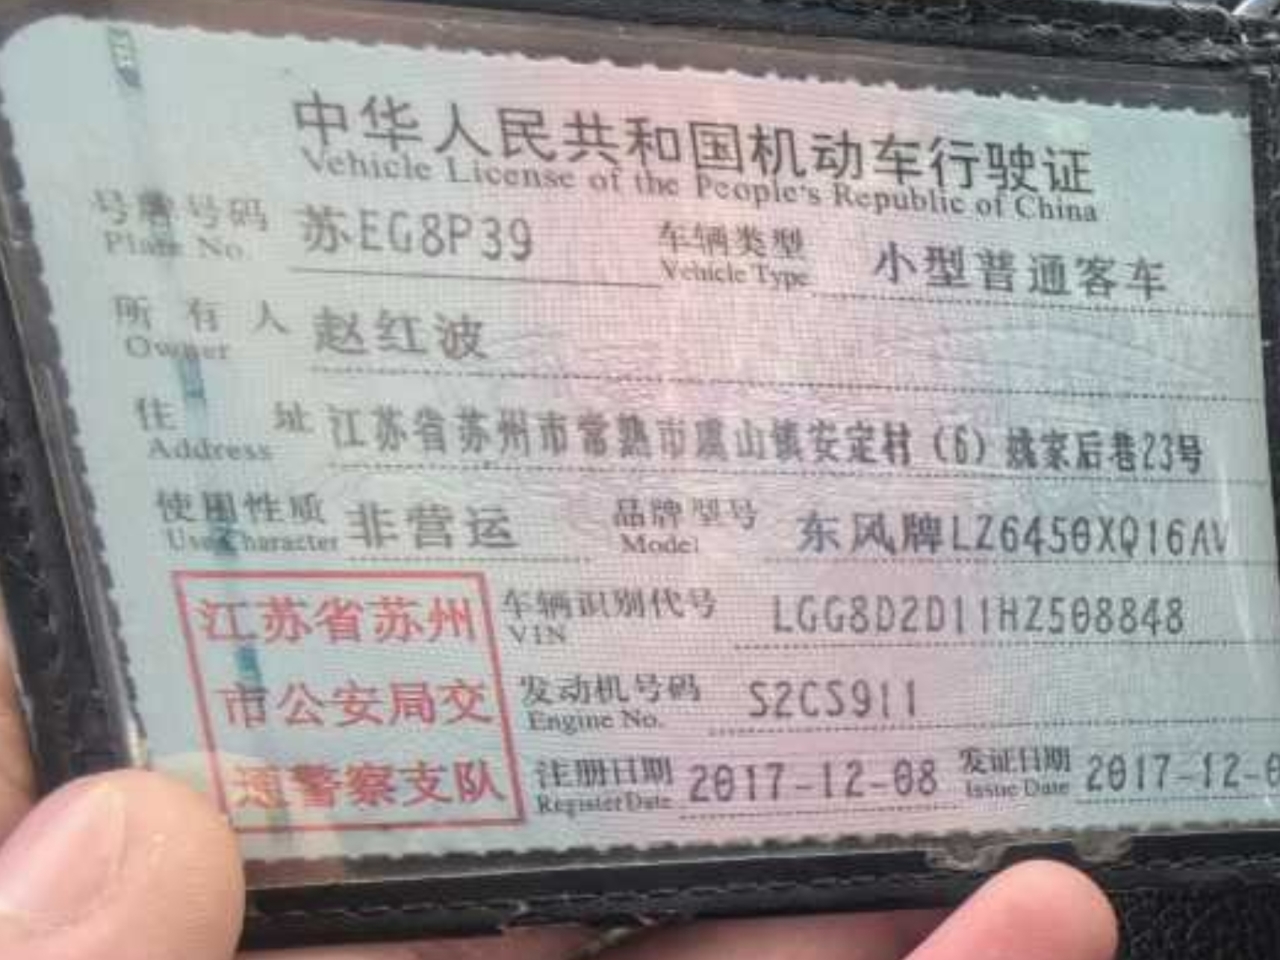 中华人民共和国机动车行驶证
Vehicle License of the People's Republic of China
号牌号码 苏EG8P39 车辆类型 小型普通客车
Plate No. Vehicle Type
所有人 赵红波
Owner
住址 江苏省苏州市常熟市虞山镇安定村(6)姚家后巷23号
Address
使用性质 非营运 品牌型号 东风牌LZ6450XQ16AV
Use Character Model
江苏省苏州 车辆识别代号 LGG8D2D11HZ508848
VIN
市公安局交 发动机号码 S2CS911
Engine No.
通警察支队 注册日期 2017-12-08 发证日期 2017-12-0
Register Date Issue Date